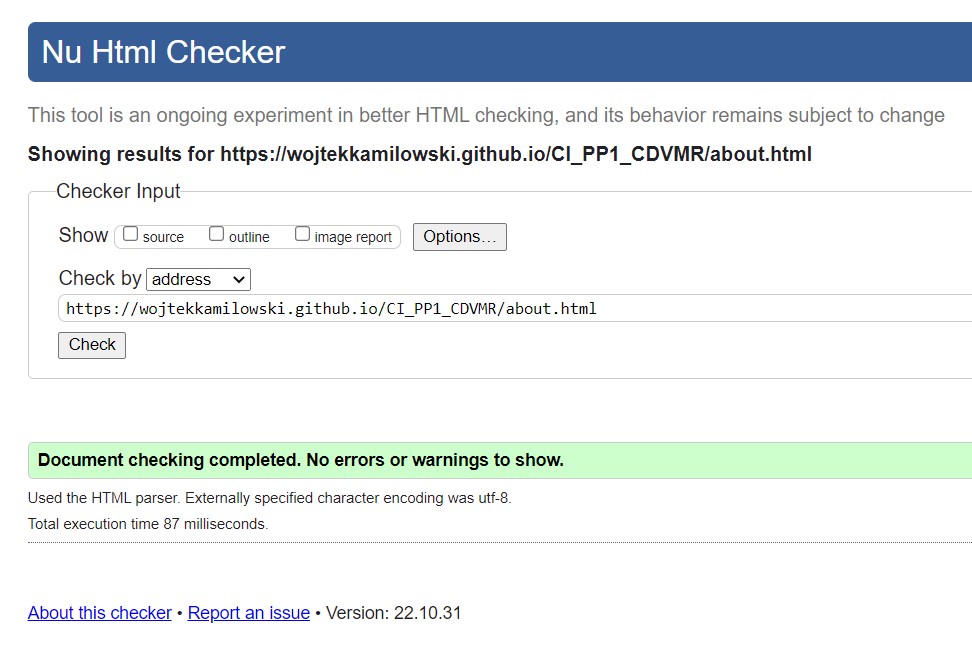 Nu Html Checker
This tool is an ongoing experiment in better HTML checking, and its behavior remains subject to change
Showing results for https://wojtekkamilowski.github.io/CI_PP1_CDVMR/about.html
Checker Input
Show source outline image report Options…
Check by address
https://wojtekkamilowski.github.io/CI_PP1_CDVMR/about.html
Check
Document checking completed. No errors or warnings to show.
Used the HTML parser. Externally specified character encoding was utf-8.
Total execution time 87 milliseconds.
About this checker • Report an issue • Version: 22.10.31